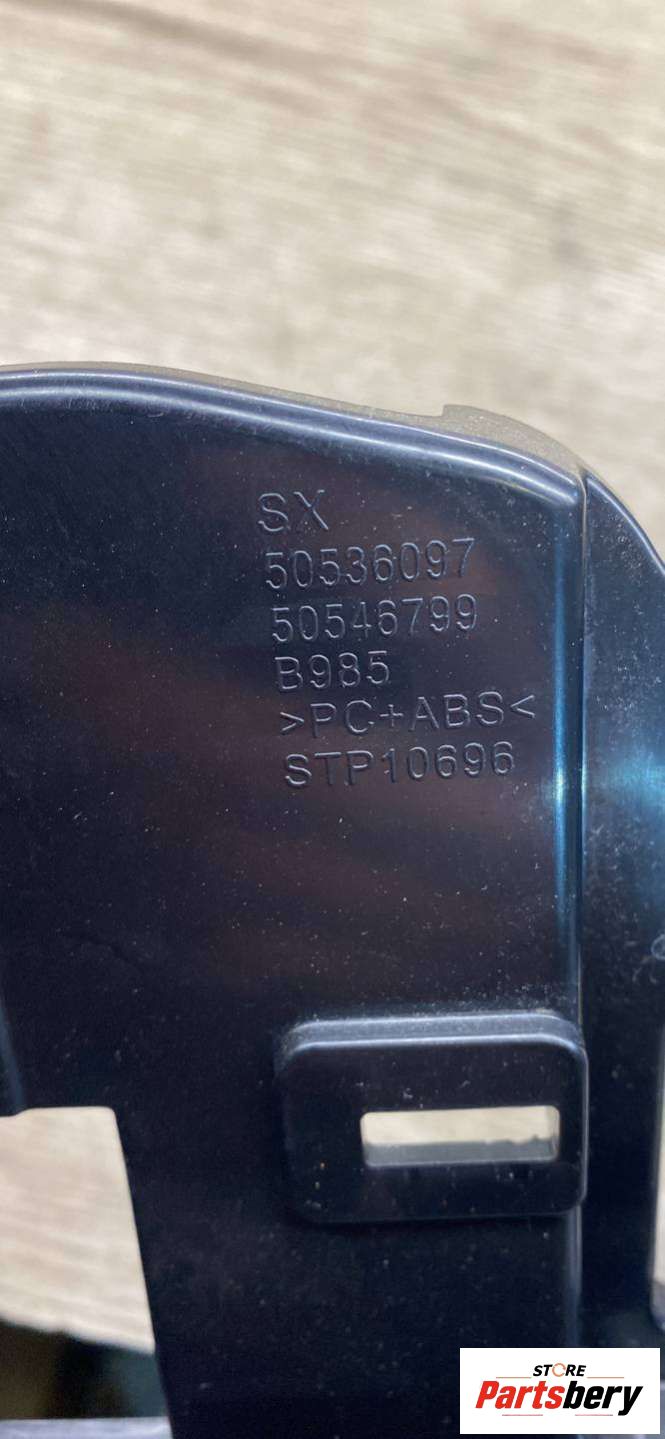 SX
50536097
50546799
B985
>PC+ABS<
STP10696
STORE
Partsbery